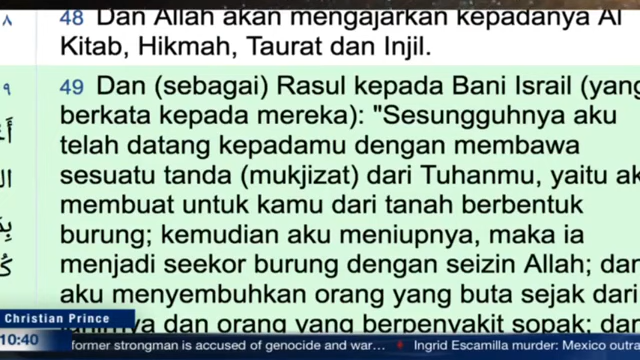 48 Dan Allah akan mengajarkan kepadanya Al
Kitab, Hikmah, Taurat dan Injil.
49 Dan (sebagai) Rasul kepada Bani Israil (yang
berkata kepada mereka): "Sesungguhnya aku
telah datang kepadamu dengan membawa
sesuatu tanda (mukjizat) dari Tuhanmu, yaitu ak
membuat untuk kamu dari tanah berbentuk
burung; kemudian aku meniupnya, maka ia
menjadi seekor burung dengan seizin Allah; dan
aku menyembuhkan orang yang buta sejak dari
dan orang yang berpenyakit sopak; dan
Christian Prince
10:40
former strongman is accused of genocide and war... Ingrid Escamilla murder: Mexico outra